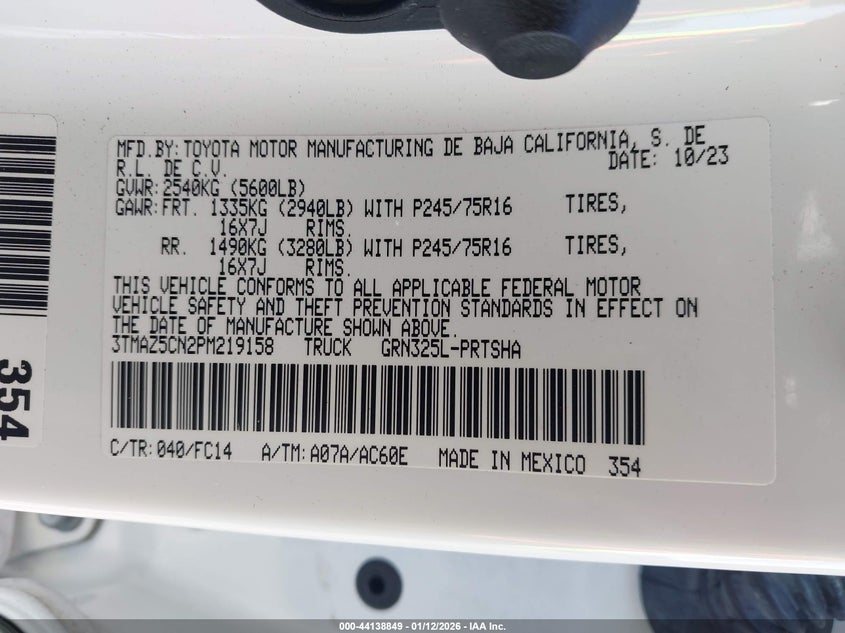 MFD.BY:TOYOTA MOTOR MANUFACTURING DE BAJA CALIFORNIA, S. DE
R.L. DE C.V. DATE: 10/23
GVWR:2540KG (5600LB)
GAWR:FRT. 1335KG (2940LB) WITH P245/75R16 TIRES,
16X7J RIMS.
RR. 1490KG (3280LB) WITH P245/75R16 TIRES,
16X7J RIMS.
THIS VEHICLE CONFORMS TO ALL APPLICABLE FEDERAL MOTOR
VEHICLE SAFETY AND THEFT PREVENTION STANDARDS IN EFFECT ON
THE DATE OF MANUFACTURE SHOWN ABOVE.
3TMAZ5CN2PM219158 TRUCK GRN325L-PRTSHA
C/TR:040/FC14 A/TM:A07A/AC60E MADE IN MEXICO 354
354
000-44138849 - 01/12/2026 - IAA Inc.